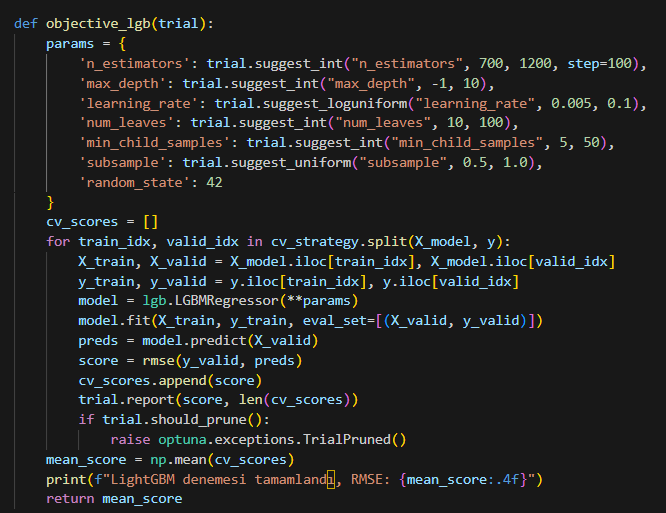 def objective_lgb(trial):
    params = {
        'n_estimators': trial.suggest_int("n_estimators", 700, 1200, step=100),
        'max_depth': trial.suggest_int("max_depth", -1, 10),
        'learning_rate': trial.suggest_loguniform("learning_rate", 0.005, 0.1),
        'num_leaves': trial.suggest_int("num_leaves", 10, 100),
        'min_child_samples': trial.suggest_int("min_child_samples", 5, 50),
        'subsample': trial.suggest_uniform("subsample", 0.5, 1.0),
        'random_state': 42
    }
    cv_scores = []
    for train_idx, valid_idx in cv_strategy.split(X_model, y):
        X_train, X_valid = X_model.iloc[train_idx], X_model.iloc[valid_idx]
        y_train, y_valid = y.iloc[train_idx], y.iloc[valid_idx]
        model = lgb.LGBMRegressor(**params)
        model.fit(X_train, y_train, eval_set=[(X_valid, y_valid)])
        preds = model.predict(X_valid)
        score = rmse(y_valid, preds)
        cv_scores.append(score)
        trial.report(score, len(cv_scores))
        if trial.should_prune():
            raise optuna.exceptions.TrialPruned()
    mean_score = np.mean(cv_scores)
    print(f"LightGBM denemesi tamamlandı, RMSE: {mean_score:.4f}")
    return mean_score